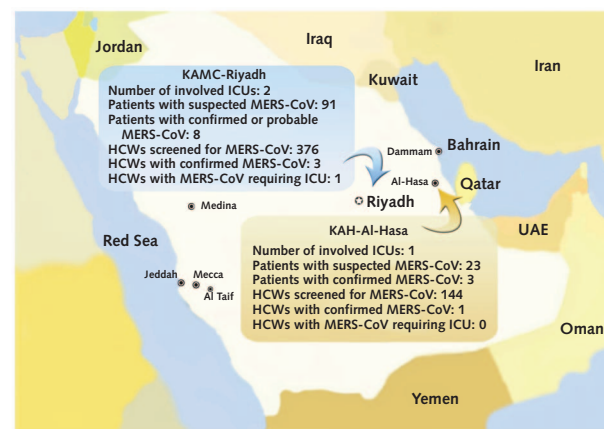 Jordan
Iraq
Iran
Kuwait
KAMC-Riyadh
Number of involved ICUs: 2
Patients with suspected MERS-CoV: 91
Patients with confirmed or probable
MERS-CoV: 8
HCWs screened for MERS-CoV: 376
HCWs with confirmed MERS-CoV: 3
HCWs with MERS-CoV requiring ICU: 1
Dammam
Bahrain
Al-Hasa
Qatar
Medina
Riyadh
UAE
Red Sea
KAH-Al-Hasa
Number of involved ICUs: 1
Patients with suspected MERS-CoV: 23
Patients with confirmed MERS-CoV: 3
HCWs screened for MERS-CoV: 144
HCWs with confirmed MERS-CoV: 1
HCWs with MERS-CoV requiring ICU: 0
Jeddah
Mecca
Al Taif
Oman
Yemen